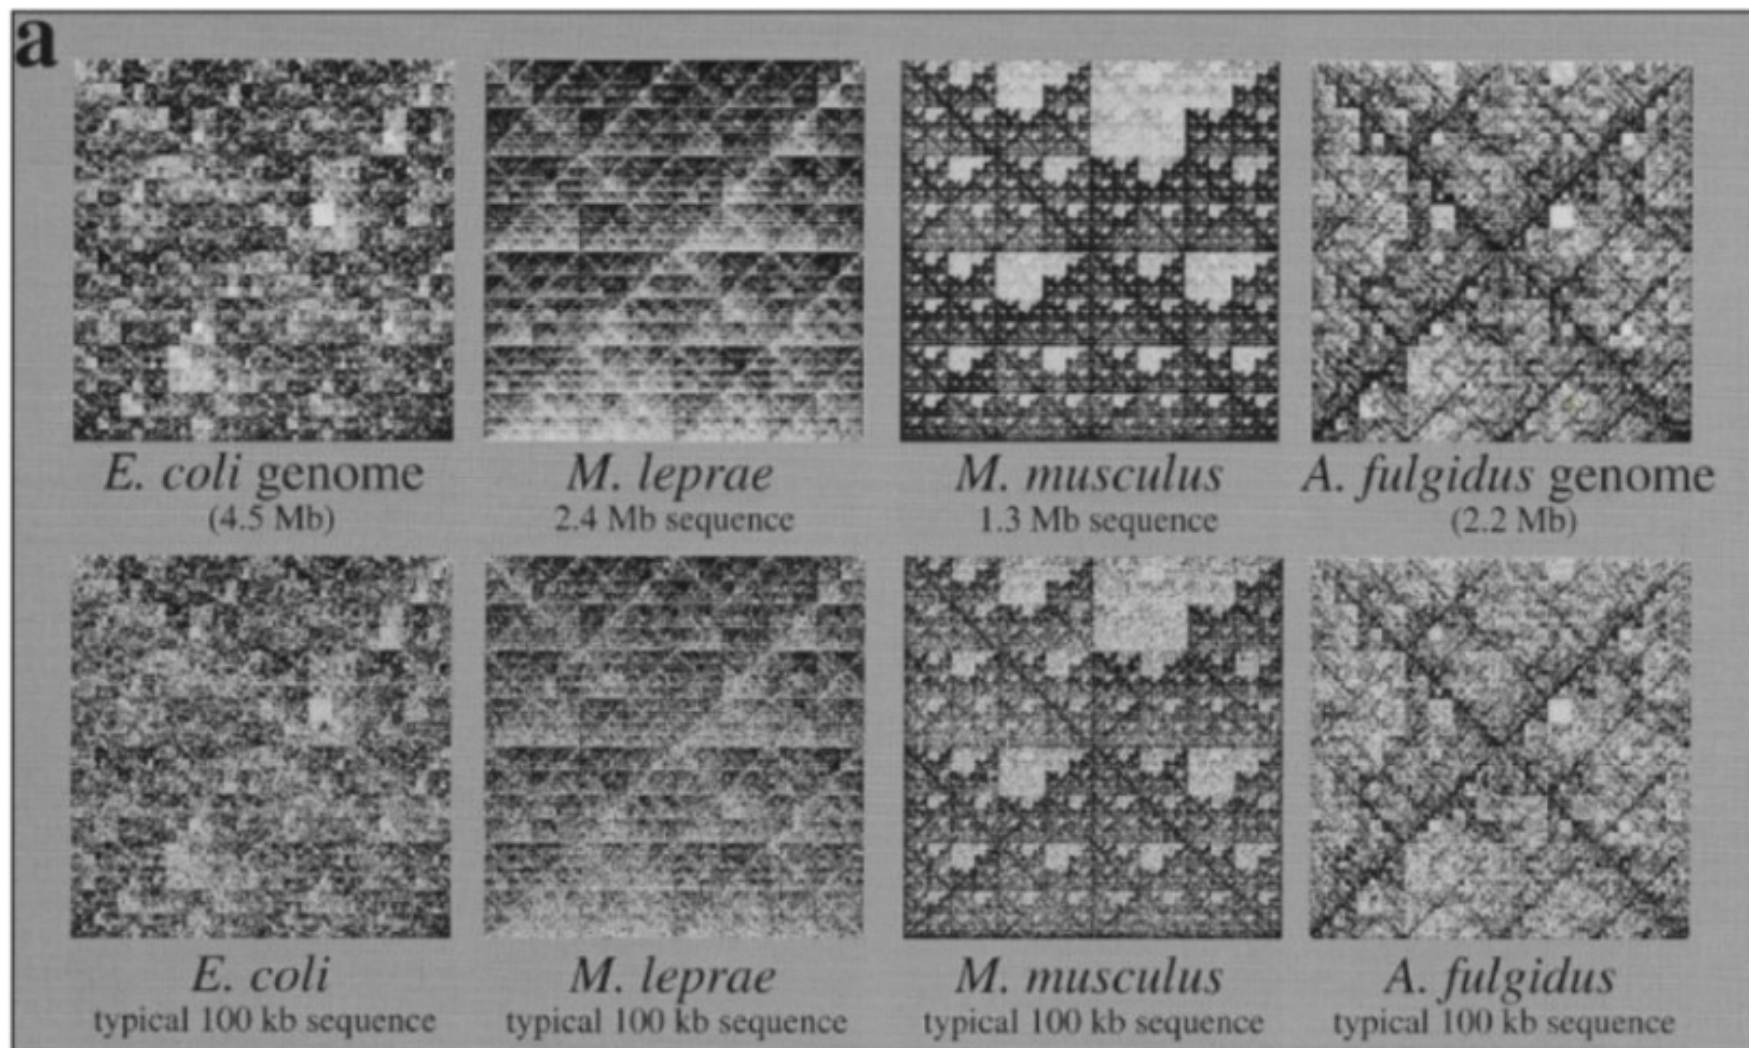 a
E. coli genome
(4.5 Mb)
M. leprae
2.4 Mb sequence
M. musculus
1.3 Mb sequence
A. fulgidus genome
(2.2 Mb)
E. coli
typical 100 kb sequence
M. leprae
typical 100 kb sequence
M. musculus
typical 100 kb sequence
A. fulgidus
typical 100 kb sequence